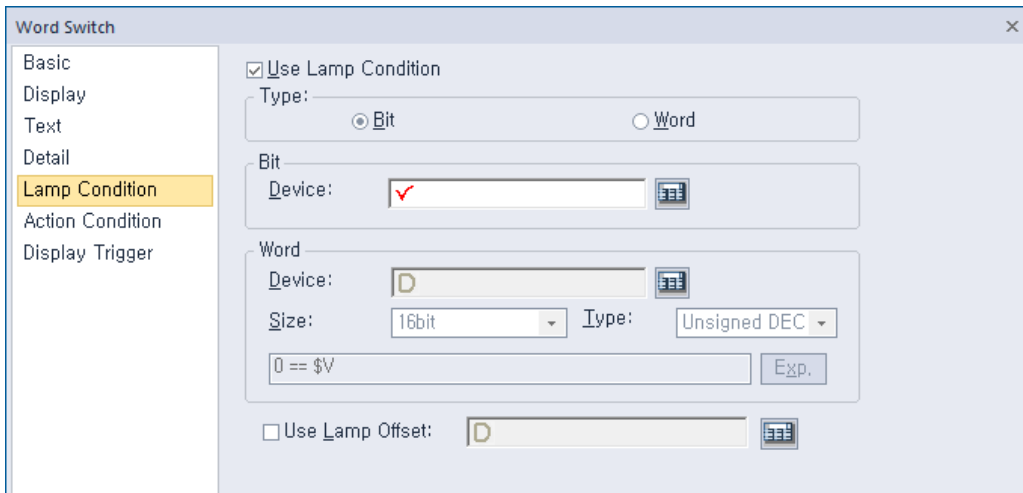 Word Switch
Basic
Display
Text
Detail
Lamp Condition
Action Condition
Display Trigger
Use Lamp Condition
Type:
Bit Word
Bit
Device:
Word
Device: D
Size: 16bit Type: Unsigned DEC
0 == $V Exp.
Use Lamp Offset: D